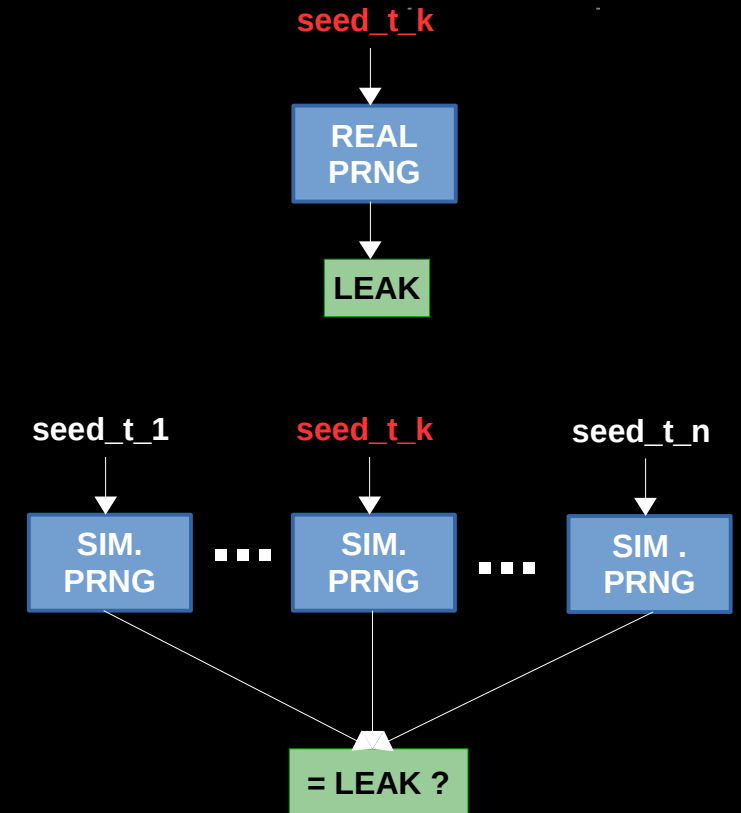 seed_t_k
REAL
PRNG
LEAK
seed_t_1
seed_t_k
seed_t_n
SIM.
PRNG
SIM.
PRNG
SIM .
PRNG
= LEAK ?